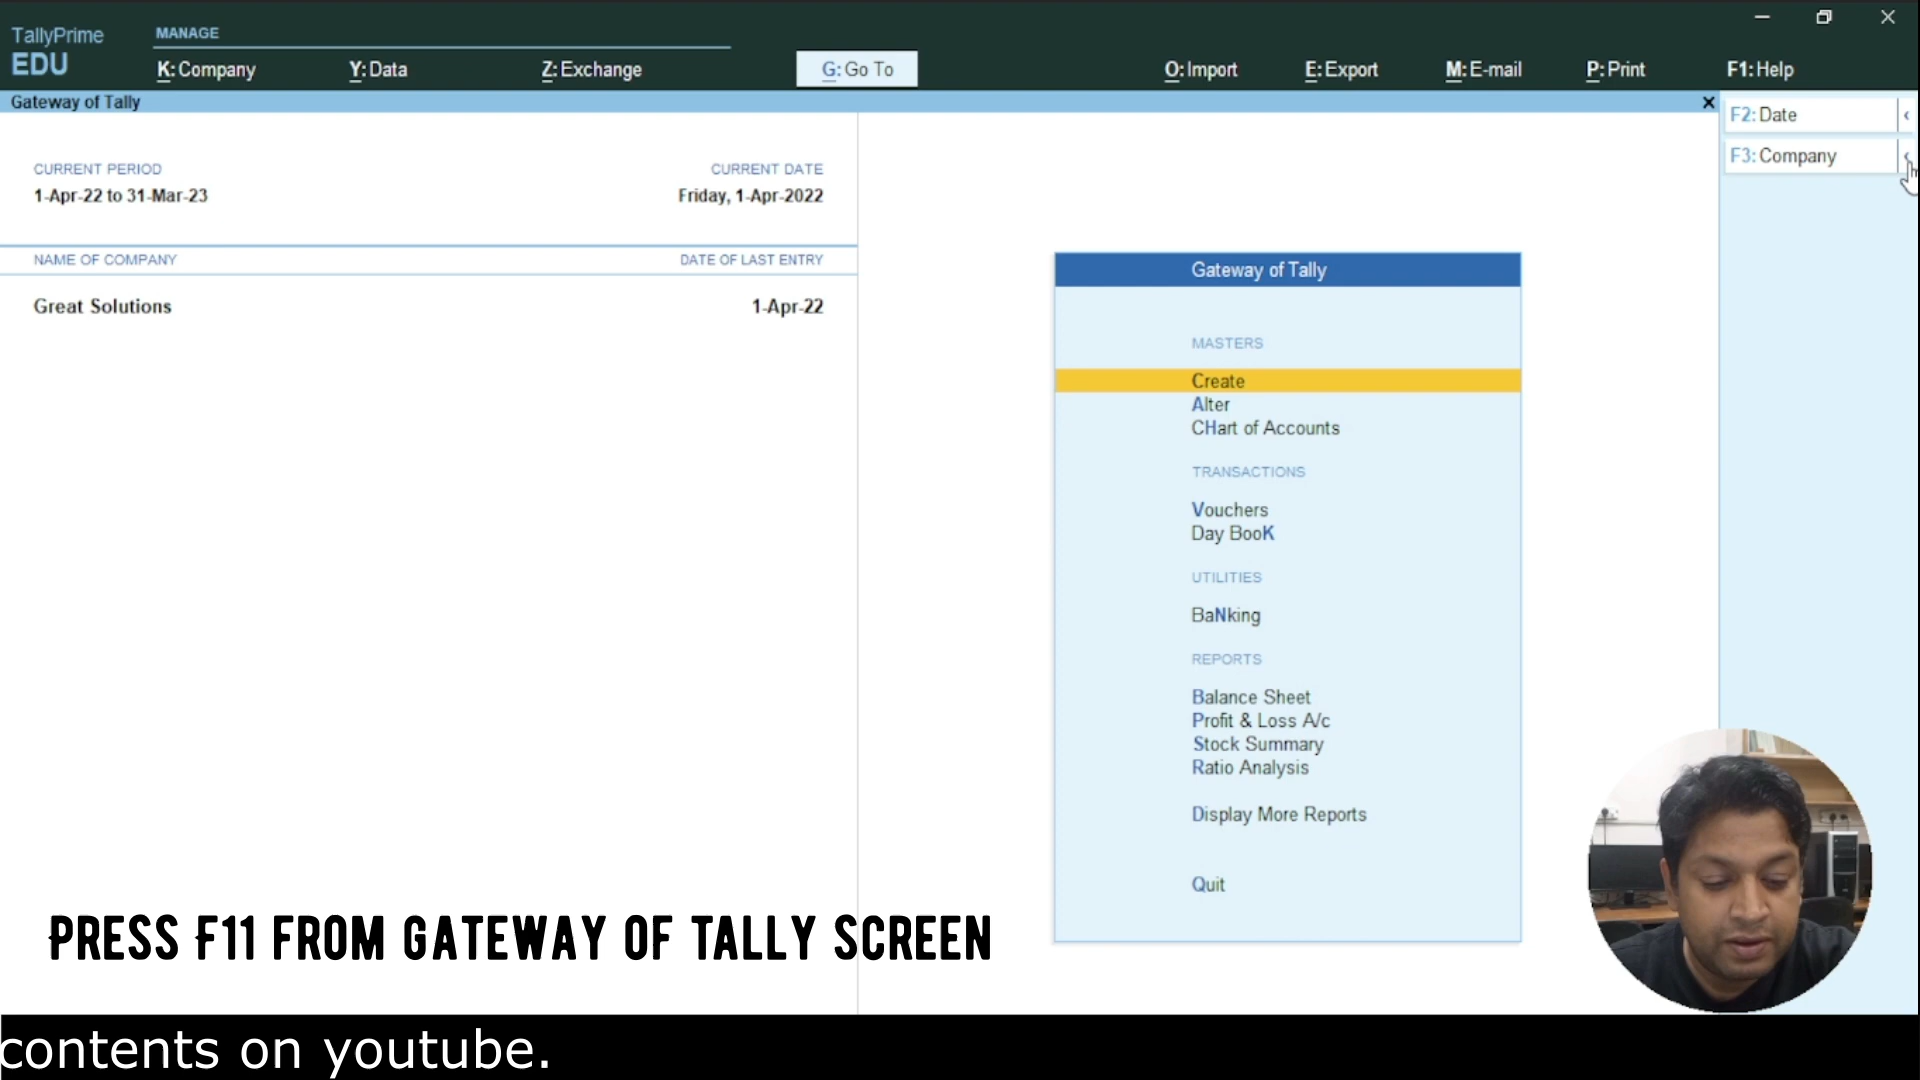 TallyPrime
EDU
MANAGE
K: Company
Y: Data
Z: Exchange
G: Go To
O: Import
E: Export
M: E-mail
P: Print
F1: Help
Gateway of Tally
F2: Date
F3: Company
CURRENT PERIOD
CURRENT DATE
1-Apr-22 to 31-Mar-23
Friday, 1-Apr-2022
NAME OF COMPANY
DATE OF LAST ENTRY
Great Solutions
1-Apr-22
Gateway of Tally
MASTERS
Create
Alter
CHart of Accounts
TRANSACTIONS
Vouchers
Day BooK
UTILITIES
BaNking
REPORTS
Balance Sheet
Profit & Loss A/c
Stock Summary
Ratio Analysis
Display More Reports
Quit
PRESS F11 FROM GATEWAY OF TALLY SCREEN
contents on youtube.